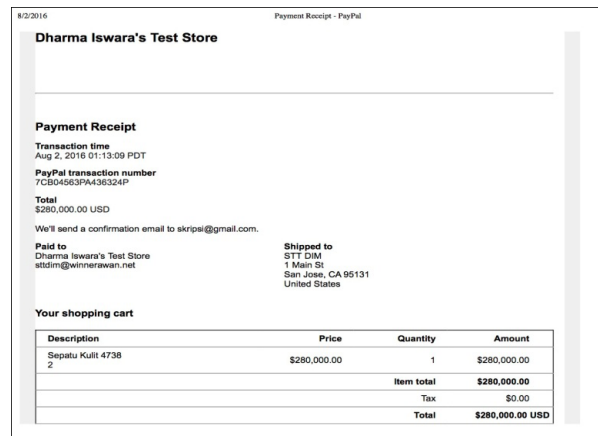 8/2/2016 Payment Receipt - PayPal
Dharma Iswara's Test Store
Payment Receipt
Transaction time
Aug 2, 2016 01:13:09 PDT
PayPal transaction number
7CB04563PA436324P
Total
$280,000.00 USD
We'll send a confirmation email to skripsi@gmail.com.
Paid to
Dharma Iswara's Test Store
sttdim@winnerawan.net
Shipped to
STT DIM
1 Main St
San Jose, CA 95131
United States
Your shopping cart
Description Price Quantity Amount
Sepatu Kulit 4738 $280,000.00 1 $280,000.00
2
Item total $280,000.00
Tax $0.00
Total $280,000.00 USD